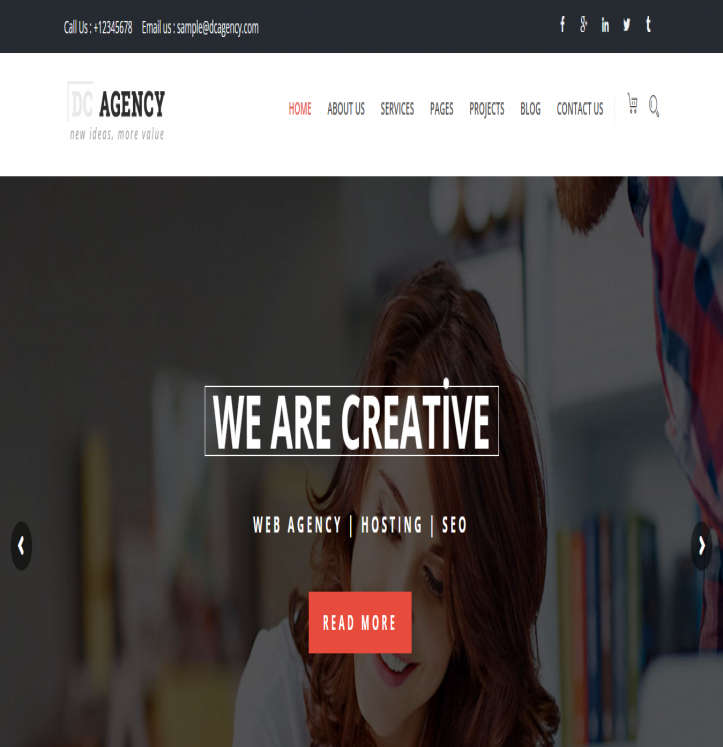 Call Us : +12345678 Email us : sample@dcagency.com
DC AGENCY
new ideas, more value
HOME ABOUT US SERVICES PAGES PROJECTS BLOG CONTACT US
WE ARE CREATIVE
WEB AGENCY | HOSTING | SEO
READ MORE